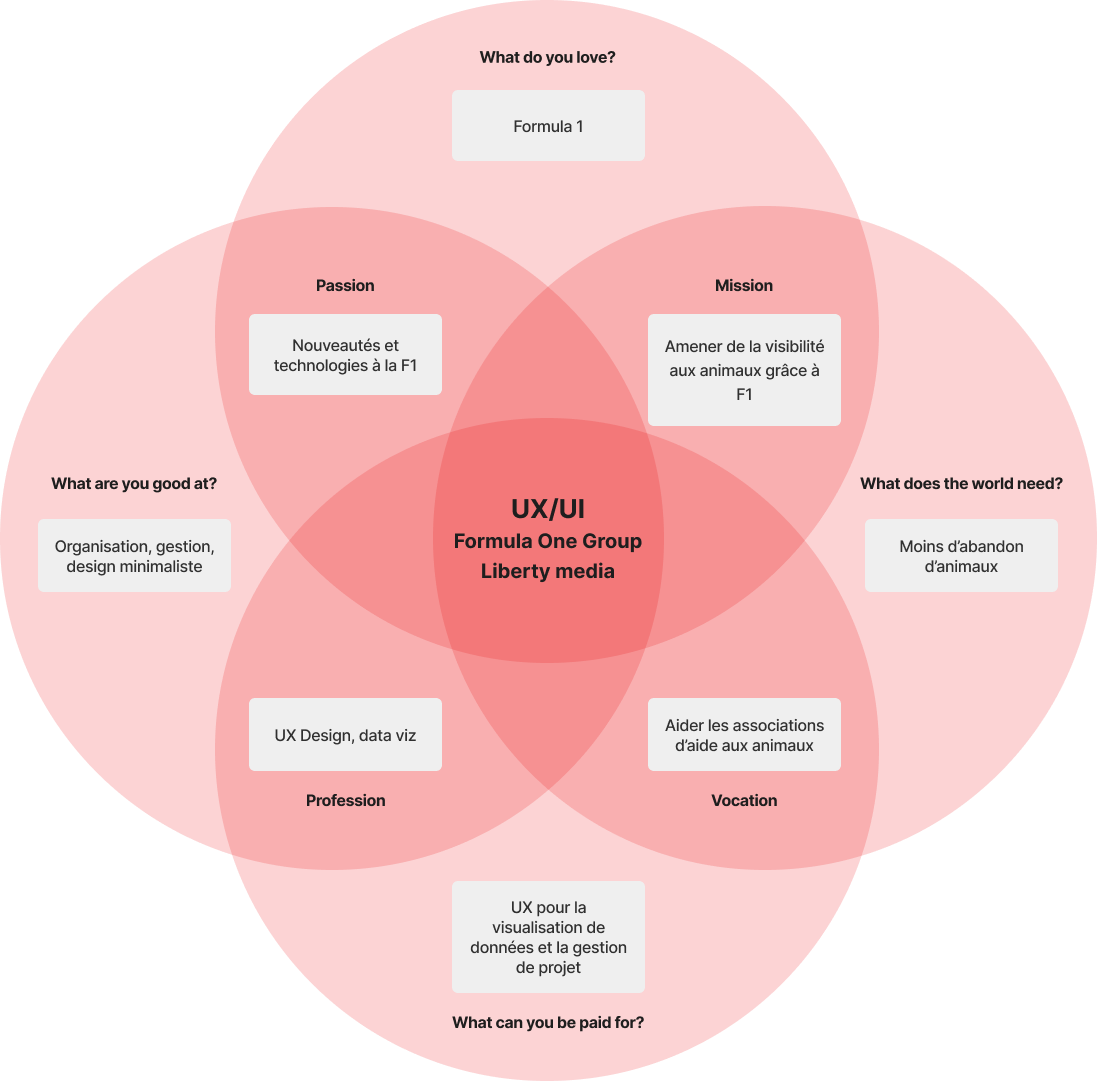 What do you love?
Formula 1
Passion
Nouveautés et
technologies à la F1
Mission
Amener de la visibilité
aux animaux grâce à
F1
What are you good at?
Organisation, gestion,
design minimaliste
UX/UI
Formula One Group
Liberty media
What does the world need?
Moins d’abandon
d’animaux
UX Design, data viz
Profession
Aider les associations
d’aide aux animaux
Vocation
UX pour la
visualisation de
données et la gestion
de projet
What can you be paid for?